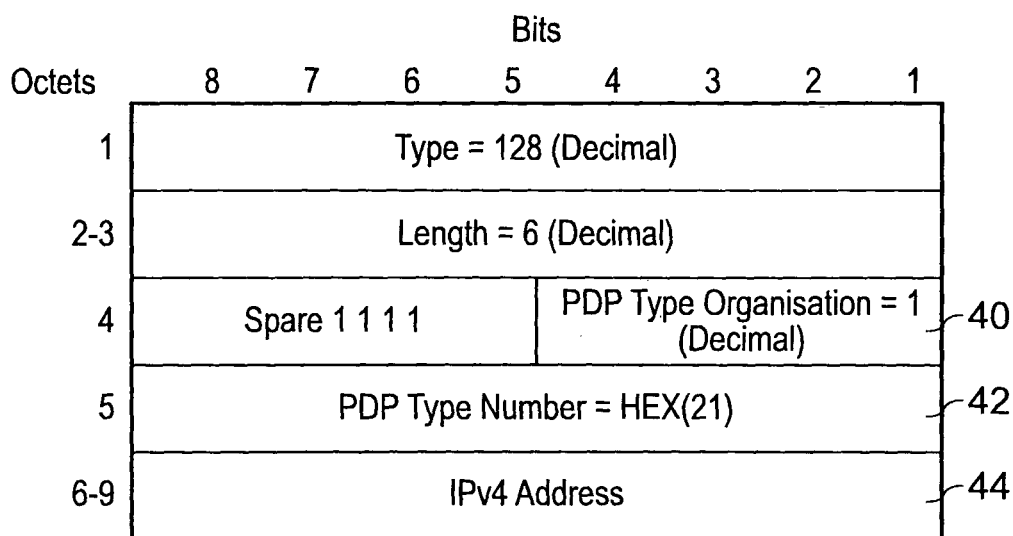 Bits
Octets 8 7 6 5 4 3 2 1
1 Type = 128 (Decimal)
2-3 Length = 6 (Decimal)
4 Spare 1 1 1 1 PDP Type Organisation = 1 (Decimal) 40
5 PDP Type Number = HEX(21) 42
6-9 IPv4 Address 44